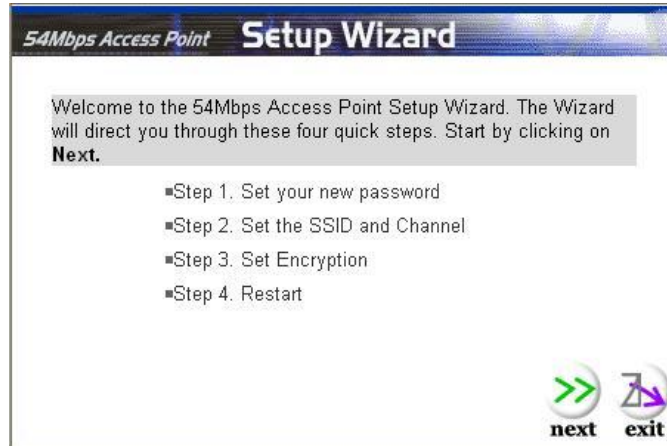 54Mbps Access Point Setup Wizard
Welcome to the 54Mbps Access Point Setup Wizard. The Wizard
will direct you through these four quick steps. Start by clicking on
Next.
Step 1. Set your new password
Step 2. Set the SSID and Channel
Step 3. Set Encryption
Step 4. Restart
next exit